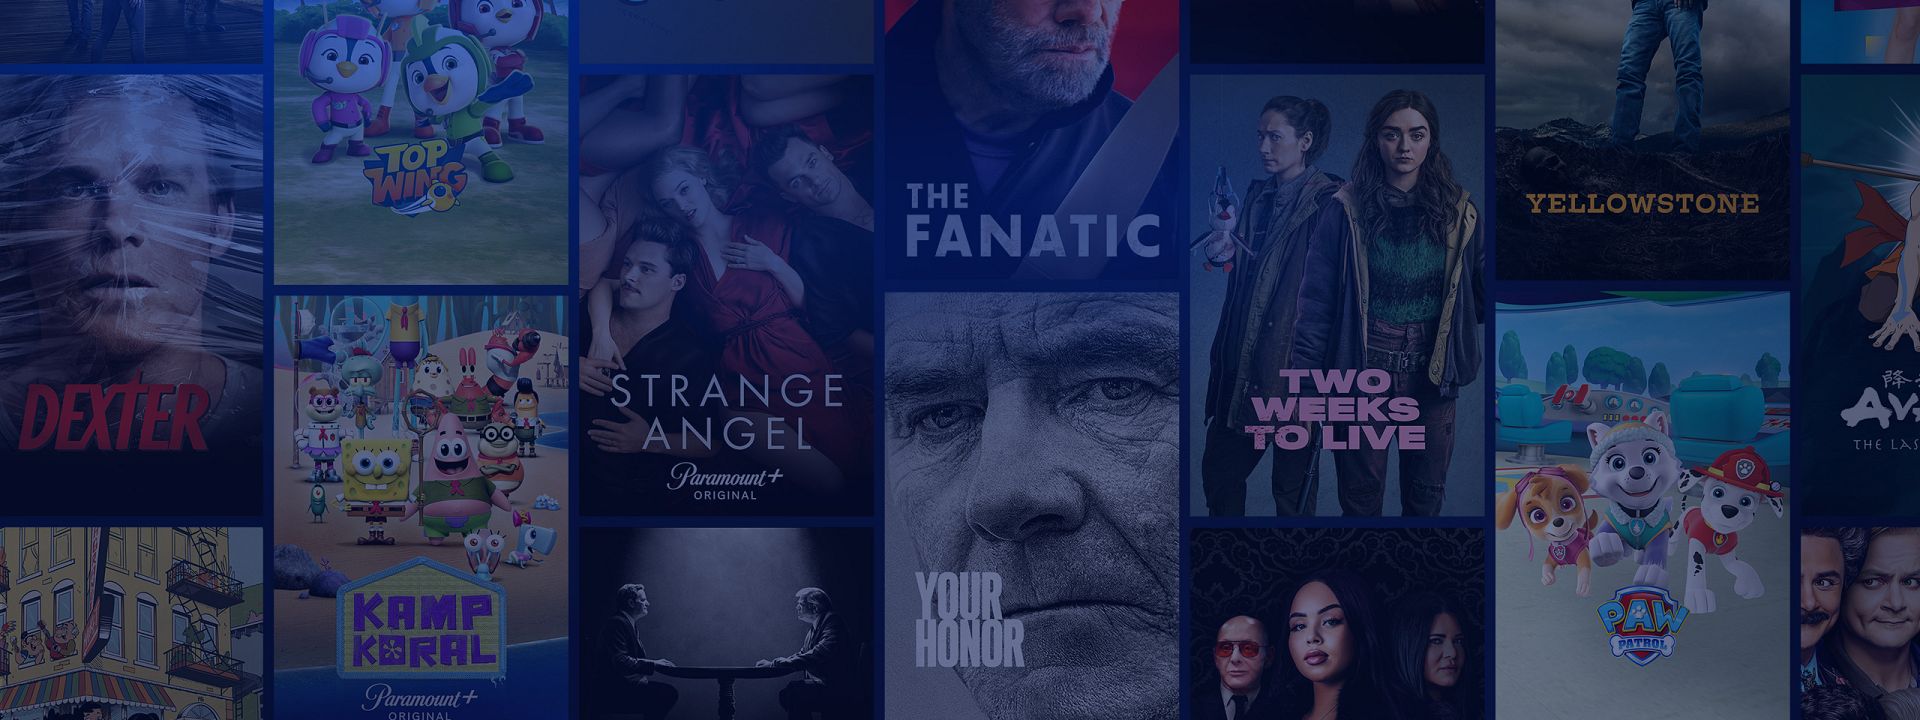 DEXTER
TOP
WING
KAMP
KORAL
Paramount+
ORIGINAL
STRANGE
ANGEL
Paramount+
ORIGINAL
THE
FANATIC
YOUR
HONOR
TWO
WEEKS
TO LIVE
YELLOWSTONE
PAW
PATROL
降
THE LAS